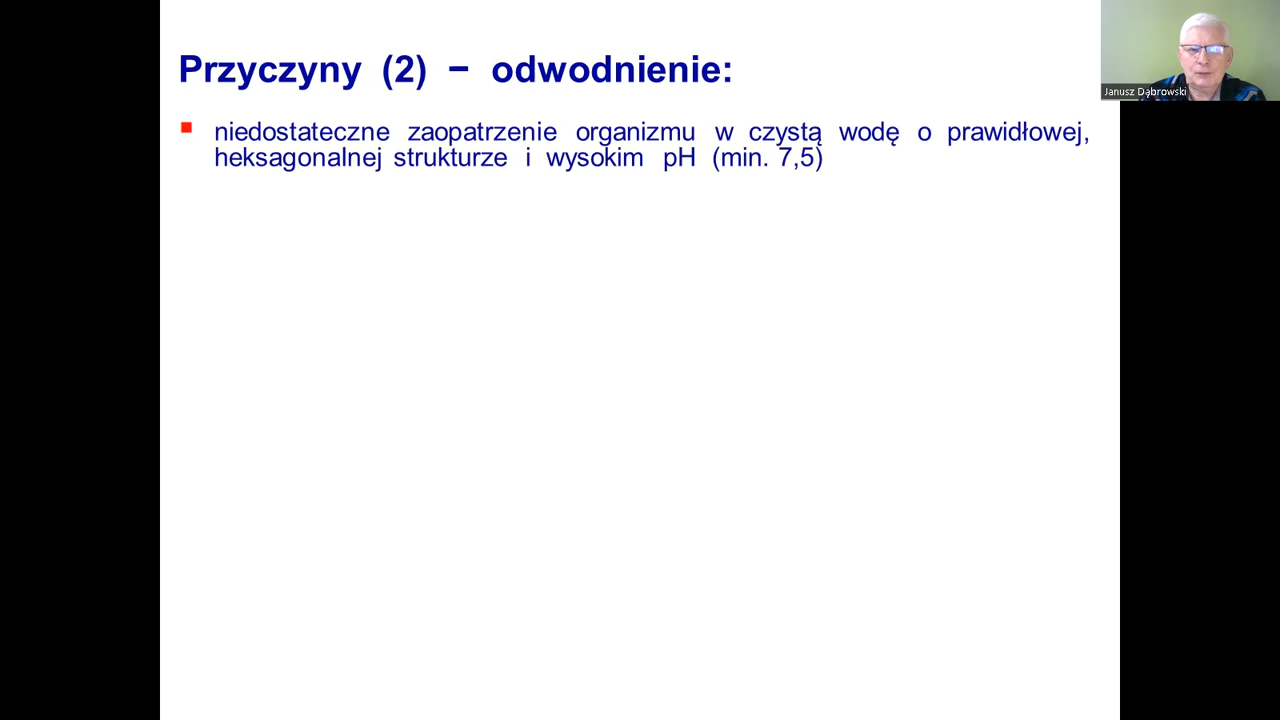 Przyczyny (2) − odwodnienie:
niedostateczne zaopatrzenie organizmu w czystą wodę o prawidłowej,
heksagonalnej strukturze i wysokim pH (min. 7,5)
Janusz Dąbrowski